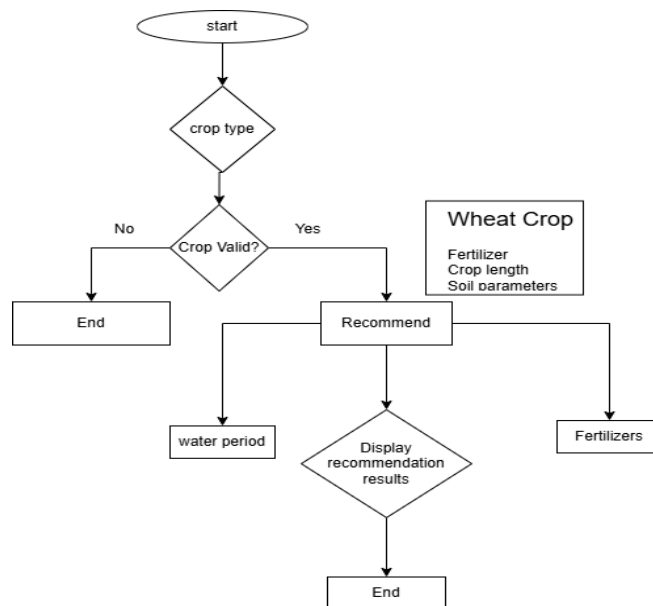 start
crop type
No
Crop Valid?
Yes
Wheat Crop
Fertilizer
Crop length
Soil parameters
End
Recommend
water period
Display
recommendation
results
Fertilizers
End